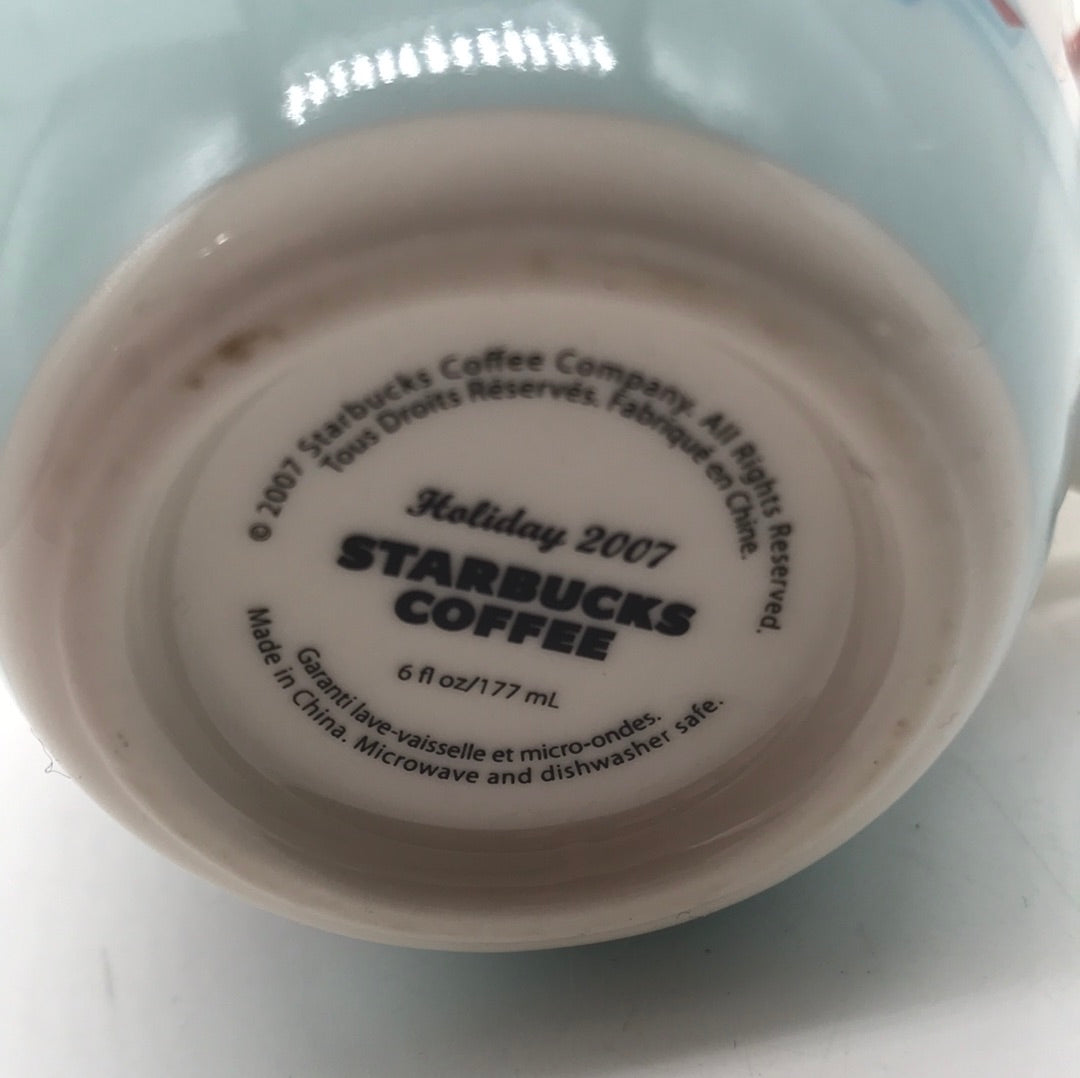 © 2007 Starbucks Coffee Company. All Rights Reserved.
Tous Droits Réservés. Fabriqué en Chine.
Holiday 2007
STARBUCKS
COFFEE
6 fl oz/177 mL
Garanti lave-vaisselle et micro-ondes.
Made in China. Microwave and dishwasher safe.